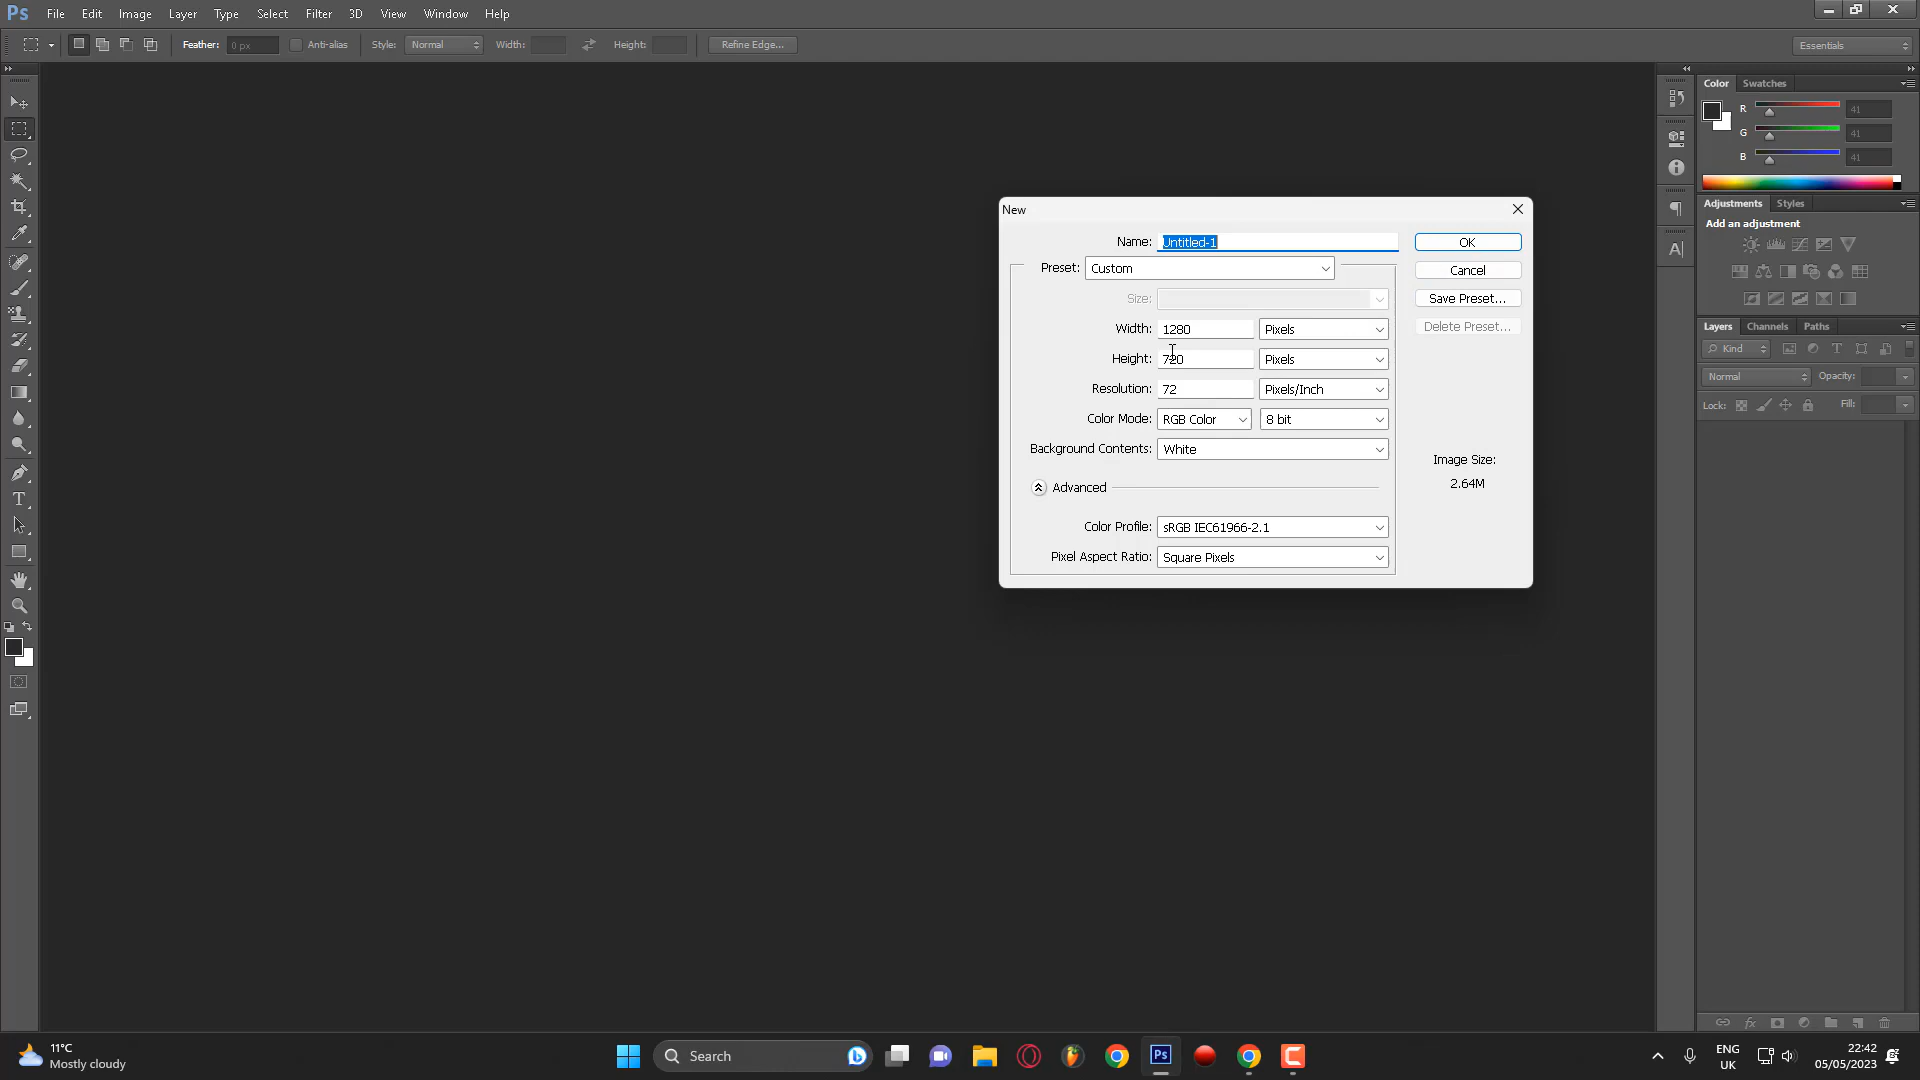 Ps File Edit Image Layer Type Select Filter 3D View Window Help
Feather: 0 px Anti-alias Style: Normal Width: Height: Refine Edge... Essentials
Color Swatches
R 41
G 41
B 41
Adjustments Styles
Add an adjustment
Layers Channels Paths
Kind
Normal Opacity:
Lock: Fill:
New
Name: Untitled-1 OK
Preset: Custom Cancel
Size: Save Preset...
Width: 1280 Pixels Delete Preset...
Height: 720 Pixels
Resolution: 72 Pixels/Inch
Color Mode: RGB Color 8 bit
Background Contents: White
Image Size:
2.64M
Advanced
Color Profile: sRGB IEC61966-2.1
Pixel Aspect Ratio: Square Pixels
T
A
fx
11°C
Mostly cloudy
Search
Ps
ENG
UK
22:42
05/05/2023